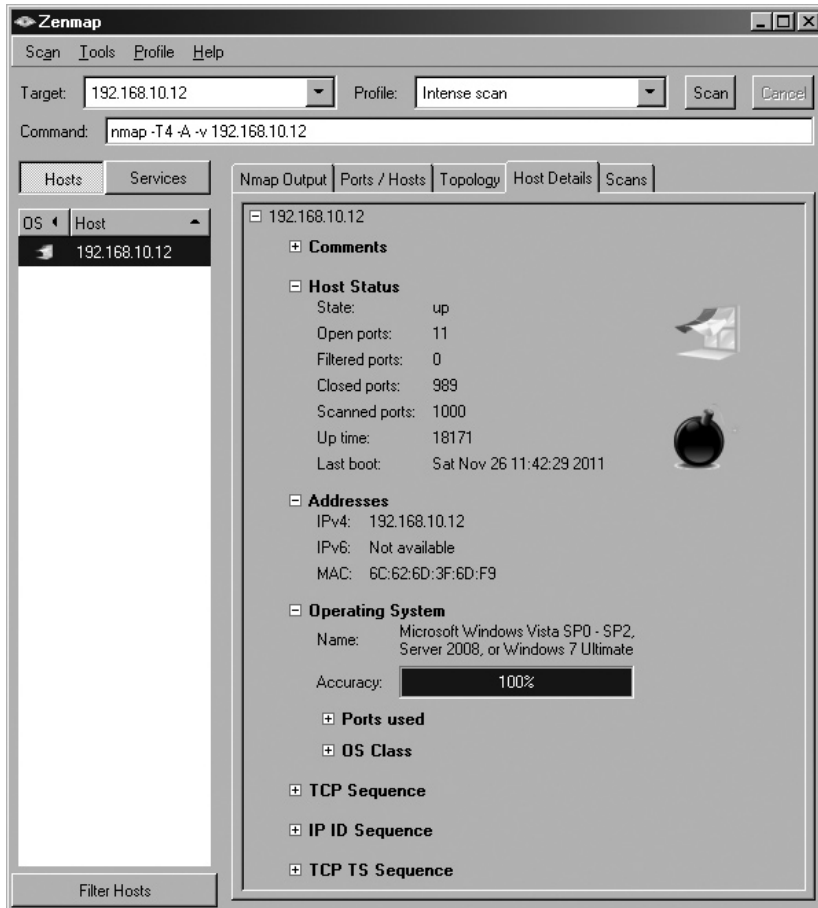 Zenmap
Scan Tools Profile Help
Target: 192.168.10.12 Profile: Intense scan Scan Cancel
Command: nmap -T4 -A -v 192.168.10.12
Hosts Services
Nmap Output Ports / Hosts Topology Host Details Scans
OS Host
192.168.10.12
192.168.10.12
Comments
Host Status
State: up
Open ports: 11
Filtered ports: 0
Closed ports: 989
Scanned ports: 1000
Up time: 18171
Last boot: Sat Nov 26 11:42:29 2011
Addresses
IPv4: 192.168.10.12
IPv6: Not available
MAC: 6C:62:6D:3F:6D:F9
Operating System
Name: Microsoft Windows Vista SP0 - SP2,
Server 2008, or Windows 7 Ultimate
Accuracy: 100%
Ports used
OS Class
TCP Sequence
IP ID Sequence
TCP TS Sequence
Filter Hosts